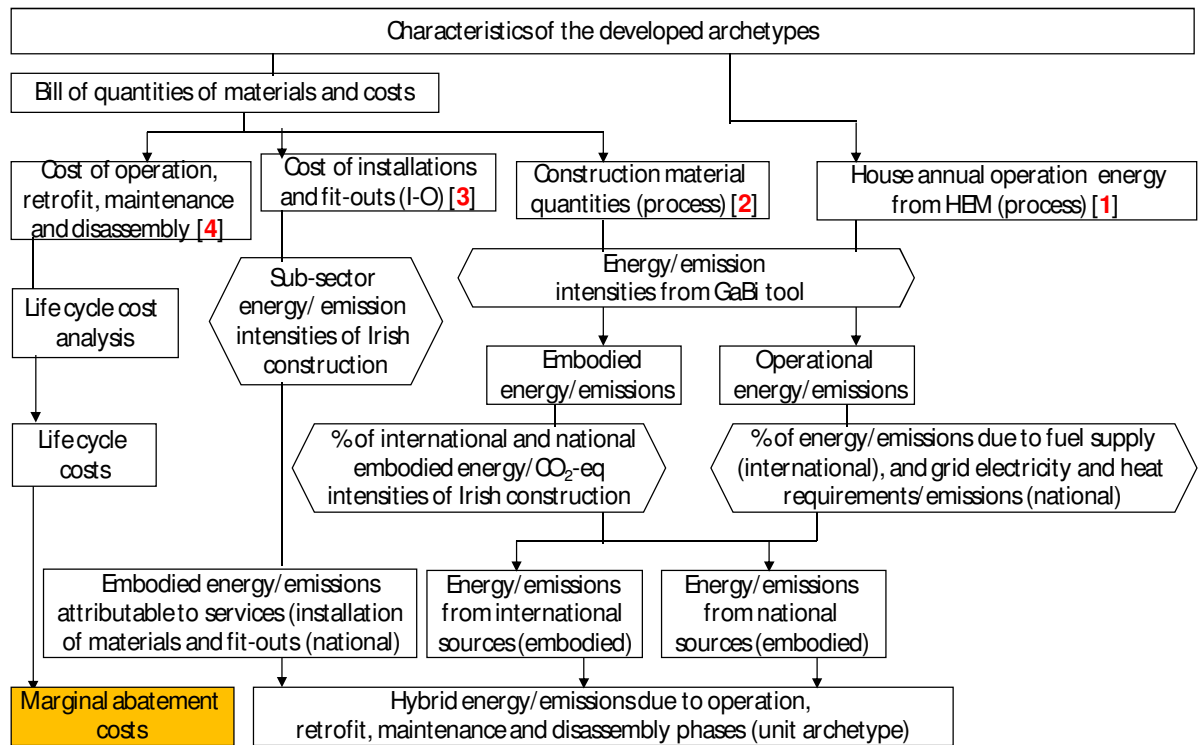 Characteristics of the developed archetypes
Bill of quantities of materials and costs
Cost of operation,
retrofit, maintenance
and disassembly [4]
Cost of installations
and fit-outs (I-O) [3]
Construction material
quantities (process) [2]
House annual operation energy
from HEM (process) [1]
Sub-sector
energy/ emission
intensities of Irish
construction
Energy/ emission
intensities from GaBi tool
Life cycle cost
analysis
Embodied
energy/ emissions
Operational
energy/emissions
Life cycle
costs
% of international and national
embodied energy/ CO₂-eq
intensities of Irish construction
% of energy/ emissions due to fuel supply
(international), and grid electricity and heat
requirements/ emissions (national)
Embodied energy/ emissions
attributable to services (installation
of materials and fit-outs (national)
Energy/ emissions
from international
sources (embodied)
Energy/ emissions
from national
sources (embodied)
Marginal abatement
costs
Hybrid energy/emissions due to operation,
retrofit, maintenance and disassembly phases (unit archetype)